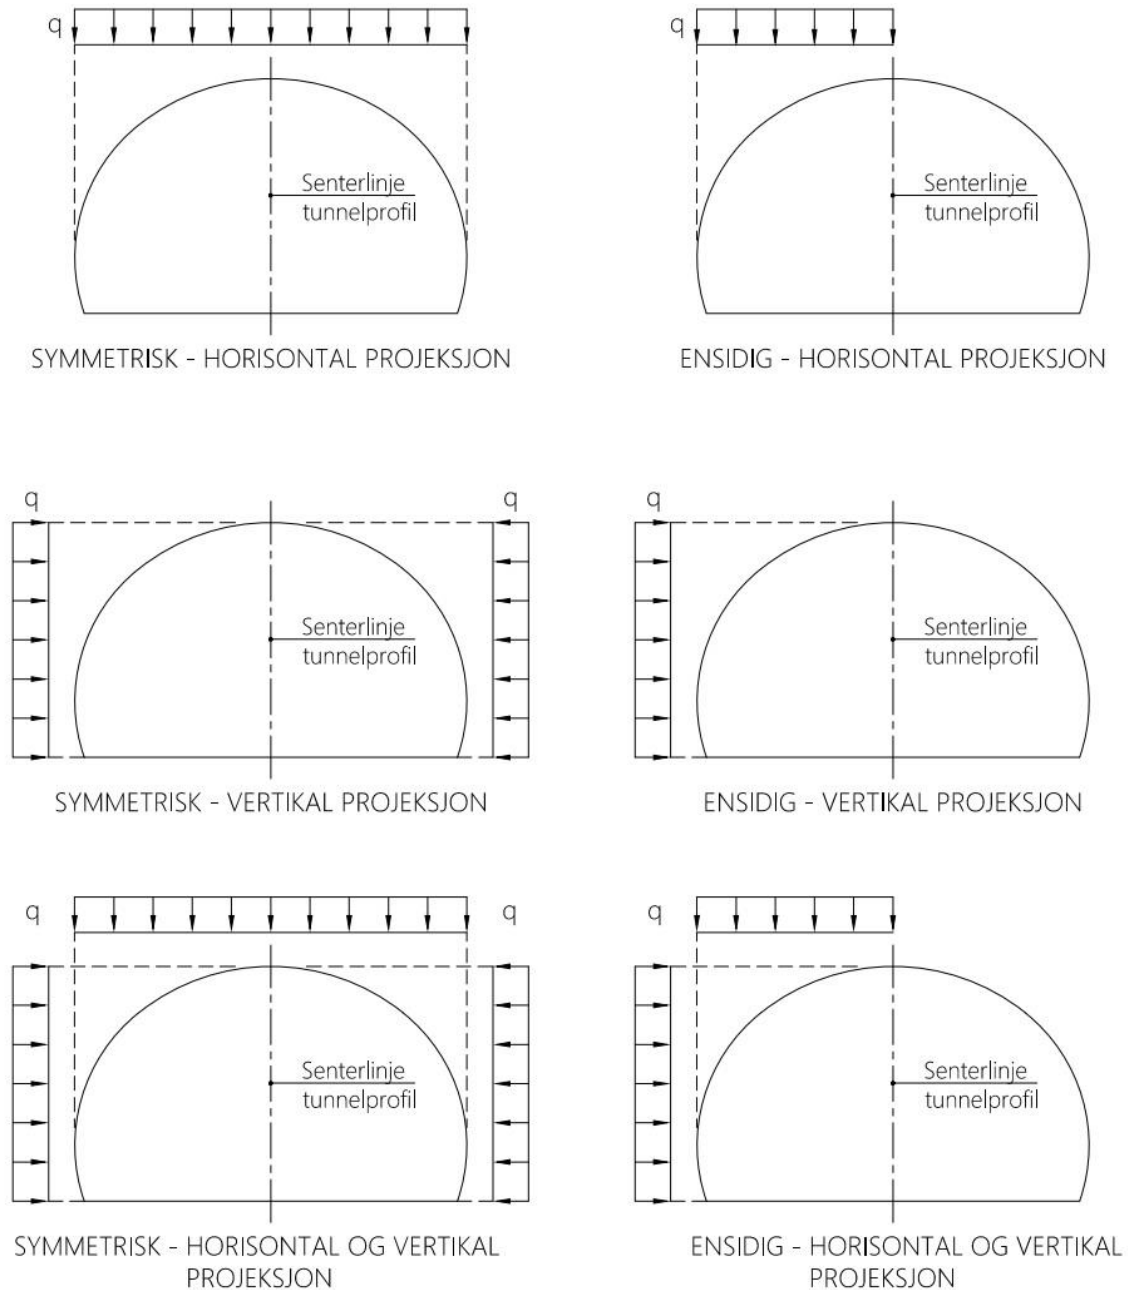 q
q
Senterlinje
tunnelprofil
Senterlinje
tunnelprofil
SYMMETRISK - HORISONTAL PROJEKSJON
ENSIDIG - HORISONTAL PROJEKSJON
q
q
q
Senterlinje
tunnelprofil
Senterlinje
tunnelprofil
SYMMETRISK - VERTIKAL PROJEKSJON
ENSIDIG - VERTIKAL PROJEKSJON
q
q
q
Senterlinje
tunnelprofil
Senterlinje
tunnelprofil
SYMMETRISK - HORISONTAL OG VERTIKAL
PROJEKSJON
ENSIDIG - HORISONTAL OG VERTIKAL
PROJEKSJON